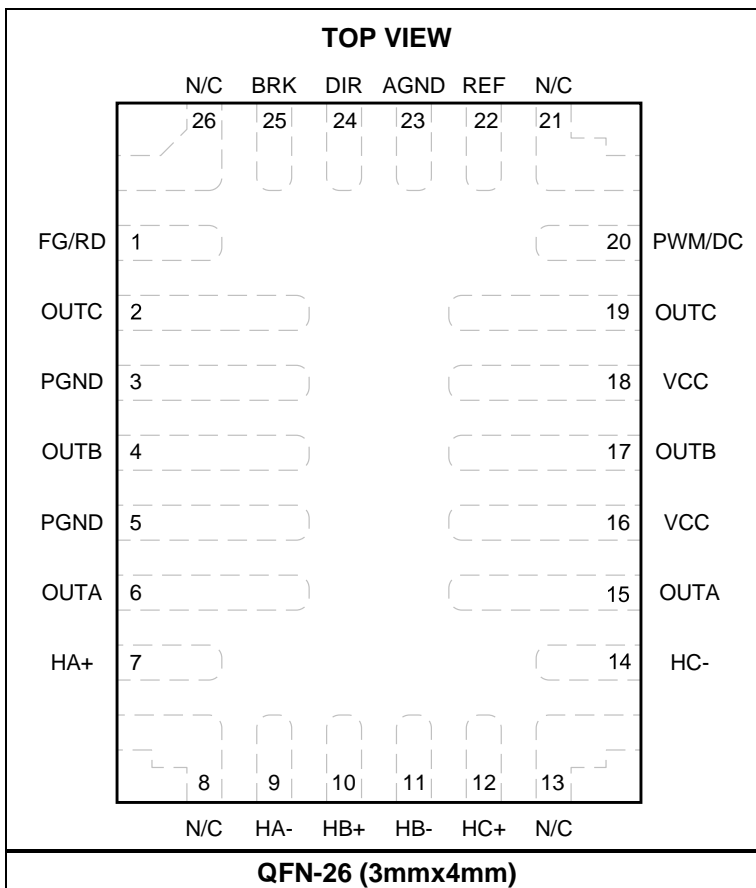 TOP VIEW
N/C BRK DIR AGND REF N/C
26 25 24 23 22 21
FG/RD 1 20 PWM/DC
OUTC 2 19 OUTC
PGND 3 18 VCC
OUTB 4 17 OUTB
PGND 5 16 VCC
OUTA 6 15 OUTA
HA+ 7 14 HC-
8 9 10 11 12 13
N/C HA- HB+ HB- HC+ N/C
QFN-26 (3mmx4mm)